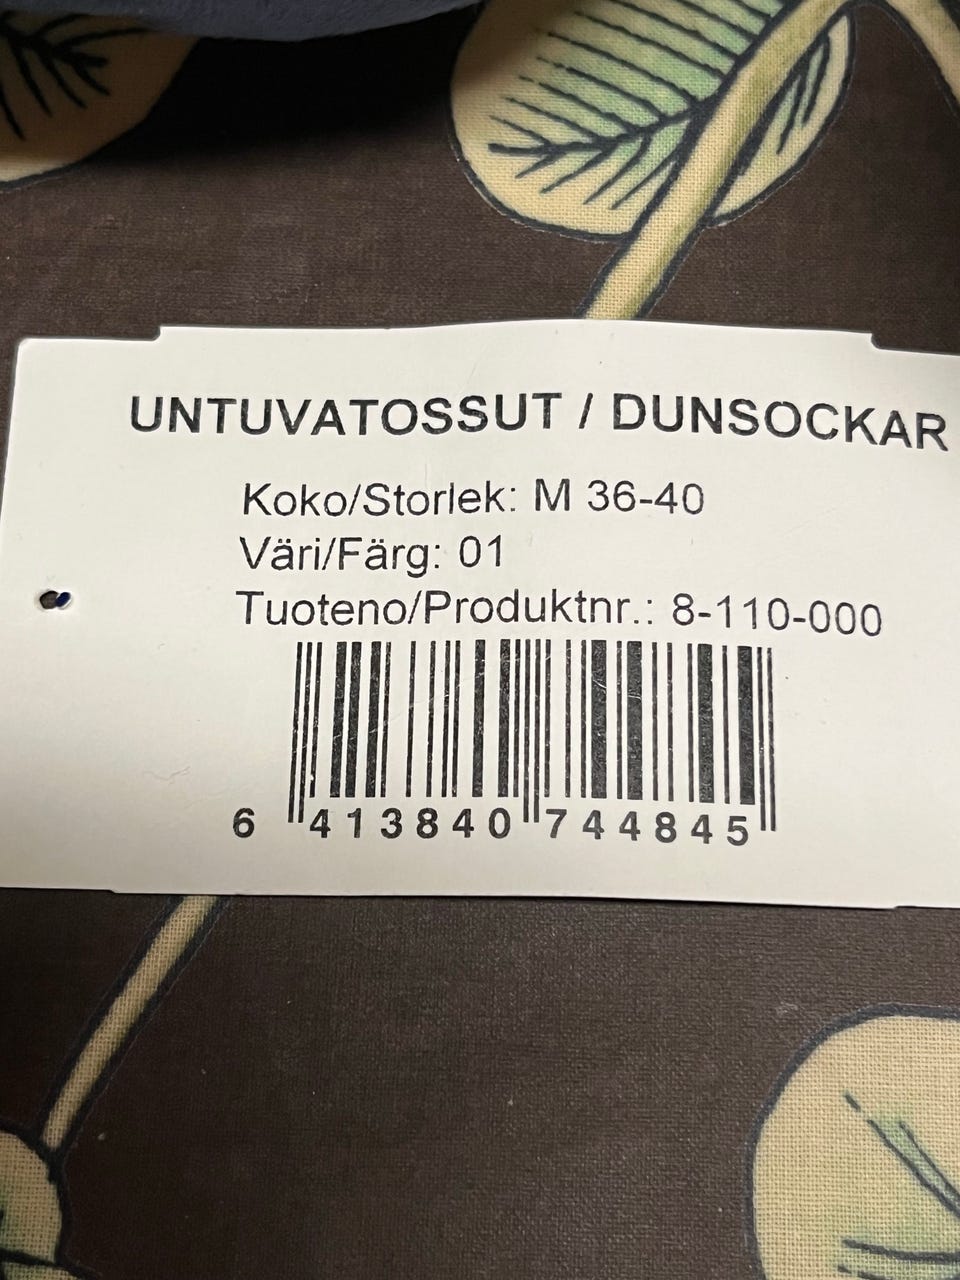 UNTUVATOSSUT / DUNSOCKAR
Koko/Storlek: M 36-40
Väri/Färg: 01
Tuoteno/Produktnr.: 8-110-000
6 413840 744845